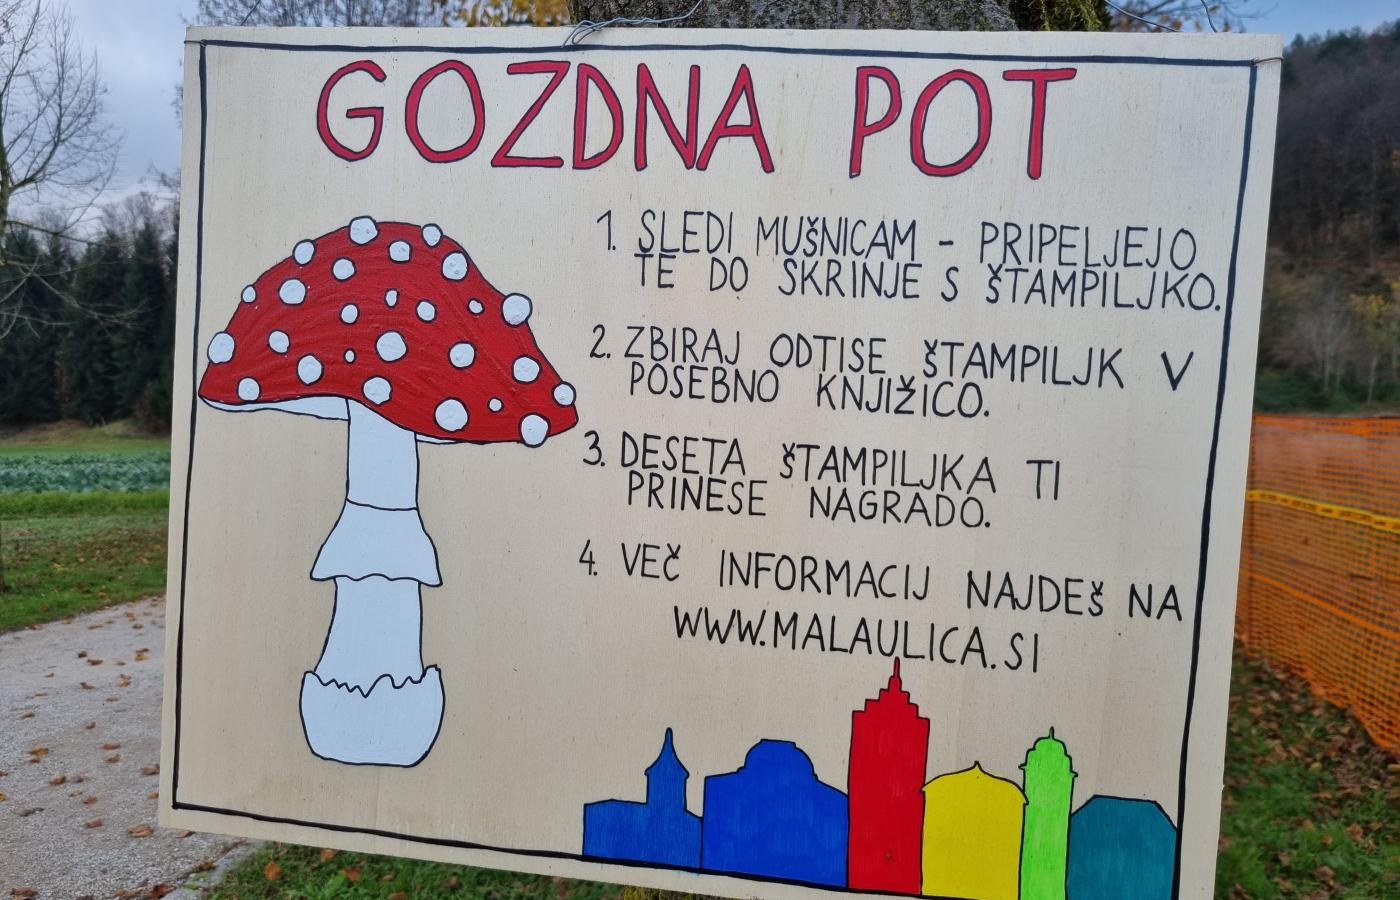 GOZDNA POT
1. SLEDI MUŠNICAM - PRIPELJEJO
TE DO SKRINJE S ŠTAMPILJKO.
2. ZBIRAJ ODTISE ŠTAMPILJK V
POSEBNO KNJIŽICO.
3. DESETA ŠTAMPILJKA TI
PRINESE NAGRADO.
4. VEČ INFORMACIJ NAJDEŠ NA
WWW.MALAULICA.SI